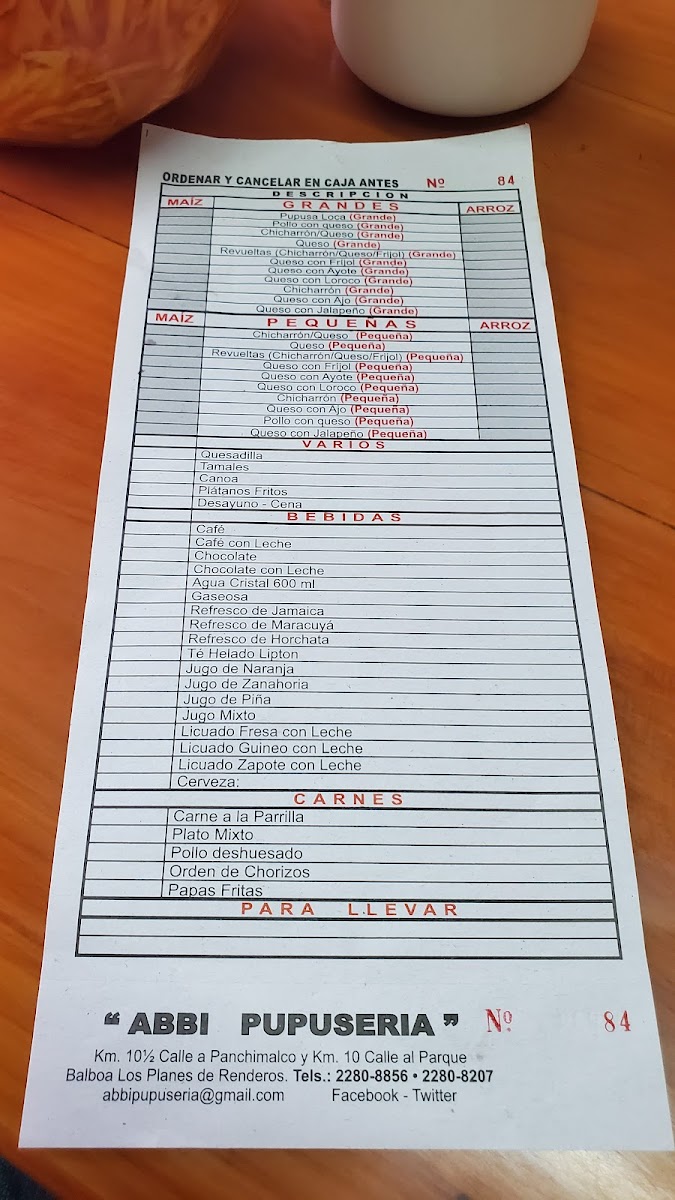 ORDENAR Y CANCELAR EN CAJA ANTES Nº 84
DESCRIPCION
MAÍZ GRANDES ARROZ
Pupusa Loca (Grande)
Pollo con queso (Grande)
Chicharrón/Queso (Grande)
Queso (Grande)
Revueltas (Chicharrón/Queso/Frijol) (Grande)
Queso con Frijol (Grande)
Queso con Ayote (Grande)
Queso con Loroco (Grande)
Chicharrón (Grande)
Queso con Ajo (Grande)
Queso con Jalapeño (Grande)
MAÍZ PEQUEÑAS ARROZ
Chicharrón/Queso (Pequeña)
Queso (Pequeña)
Revueltas (Chicharrón/Queso/Frijol) (Pequeña)
Queso con Frijol (Pequeña)
Queso con Ayote (Pequeña)
Queso con Loroco (Pequeña)
Chicharrón (Pequeña)
Queso con Ajo (Pequeña)
Pollo con queso (Pequeña)
Queso con Jalapeño (Pequeña)
VARIOS
Quesadilla
Tamales
Canoa
Plátanos Fritos
Desayuno - Cena
BEBIDAS
Café
Café con Leche
Chocolate
Chocolate con Leche
Agua Cristal 600 ml
Gaseosa
Refresco de Jamaica
Refresco de Maracuyá
Refresco de Horchata
Té Helado Lipton
Jugo de Naranja
Jugo de Zanahoria
Jugo de Piña
Jugo Mixto
Licuado Fresa con Leche
Licuado Guineo con Leche
Licuado Zapote con Leche
Cerveza:
CARNES
Carne a la Parrilla
Plato Mixto
Pollo deshuesado
Orden de Chorizos
Papas Fritas
PARA LLEVAR
“ ABBI PUPUSERIA ” Nº 84
Km. 10½ Calle a Panchimalco y Km. 10 Calle al Parque
Balboa Los Planes de Renderos. Tels.: 2280-8856 • 2280-8207
abbipupuseria@gmail.com Facebook - Twitter